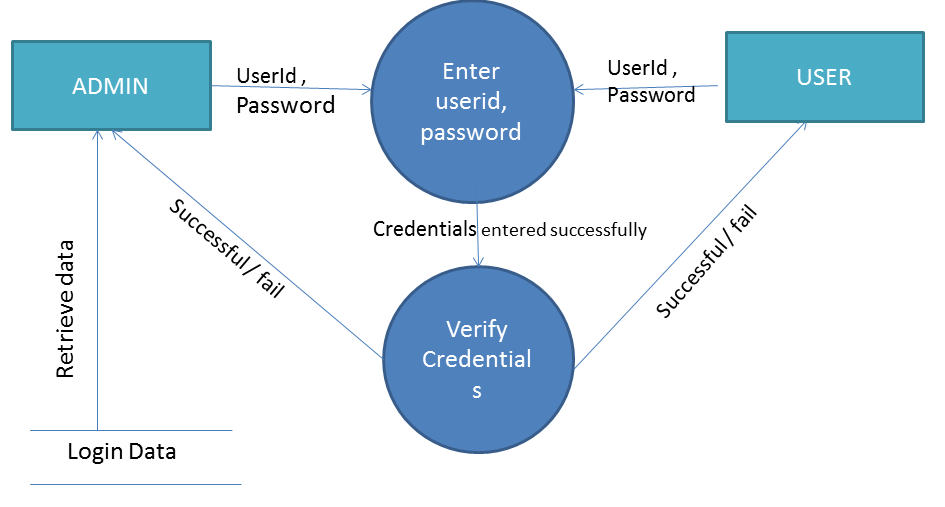 ADMIN
UserId ,
Password
Enter
userid,
password
UserId ,
Password
USER
Credentials entered successfully
Successful / fail
Successful / fail
Retrieve data
Verify
Credential
s
Login Data